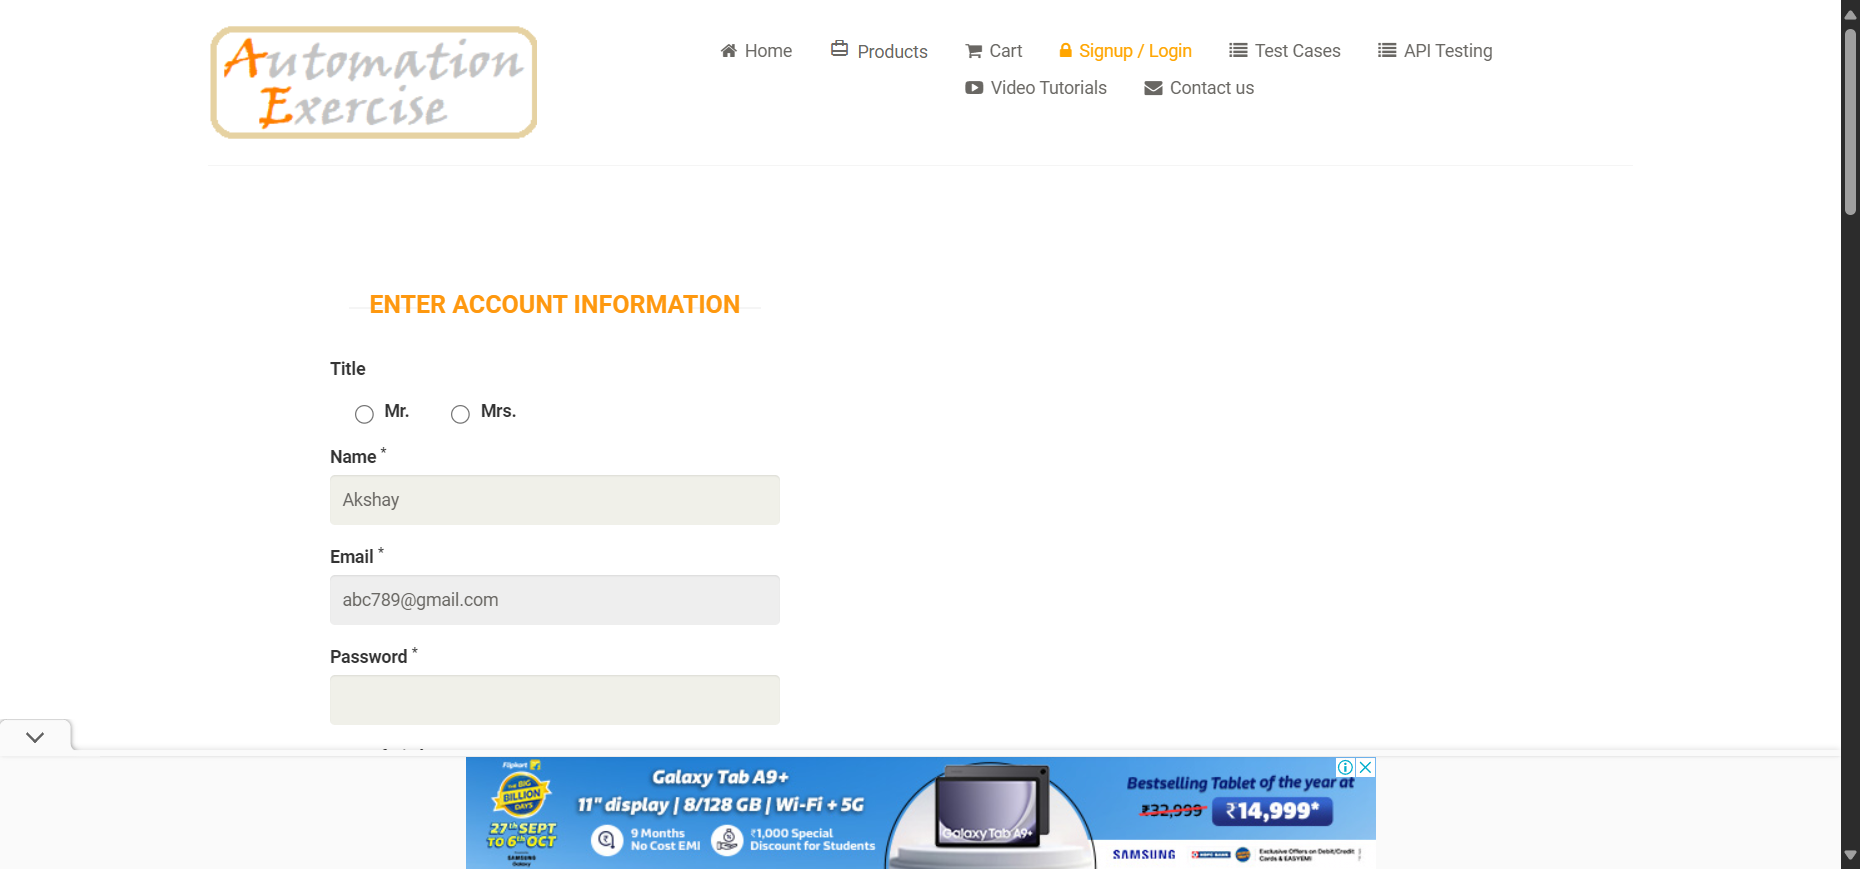 Automation
Exercise
Home
Products
Cart
Signup / Login
Test Cases
API Testing
Video Tutorials
Contact us
ENTER ACCOUNT INFORMATION
Title
Mr.
Mrs.
Name *
Akshay
Email *
abc789@gmail.com
Password *
Flipkart
THE BIG
BILLION
DAYS
27th SEPT
TO 6th OCT
SAMSUNG
Galaxy
Galaxy Tab A9+
11" display | 8/128 GB | Wi-Fi + 5G
9 Months
No Cost EMI
₹1,000 Special
Discount for Students
Galaxy Tab A9+
Bestselling Tablet of the year at
₹32,999
₹14,999*
SAMSUNG
HDFC BANK
Exclusive Offers on Debit/Credit
Cards & EASYEMI